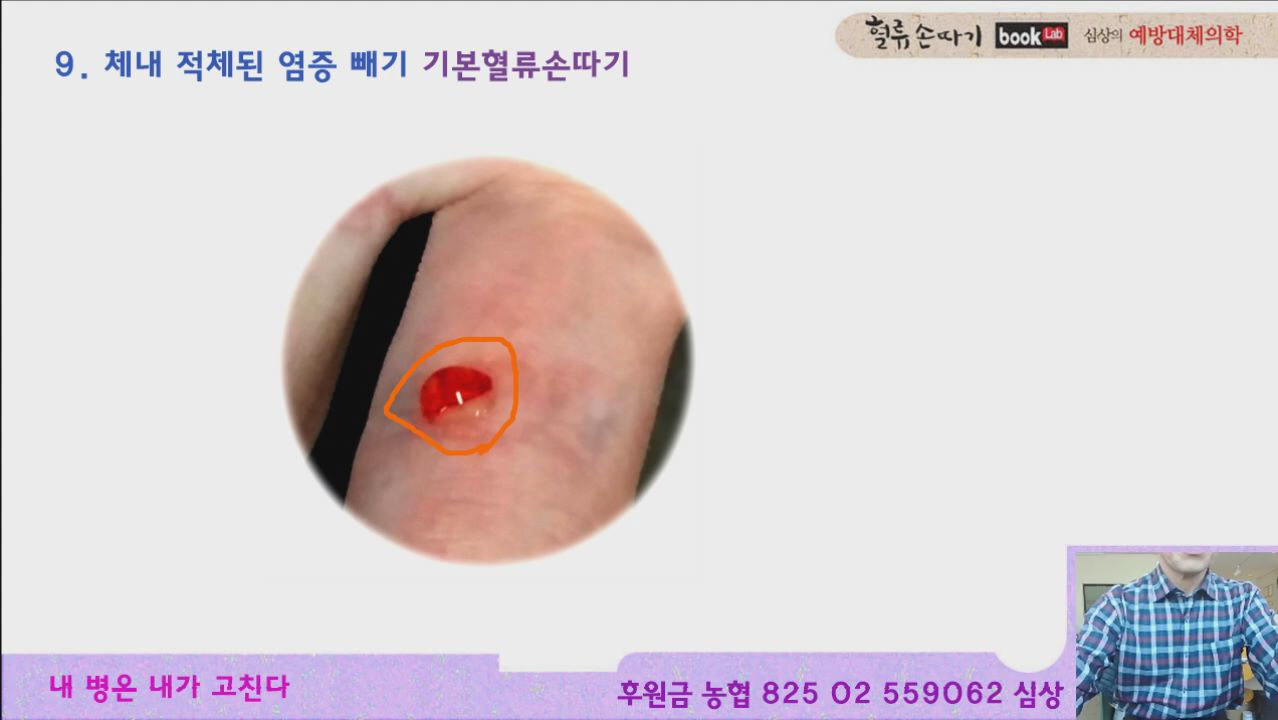 혈류 손따기 book Lab 심상의 예방대체의학
9. 체내 적체된 염증 빼기 기본혈류손따기
내 병은 내가 고친다
후원금 농협 825 02 559062 심상